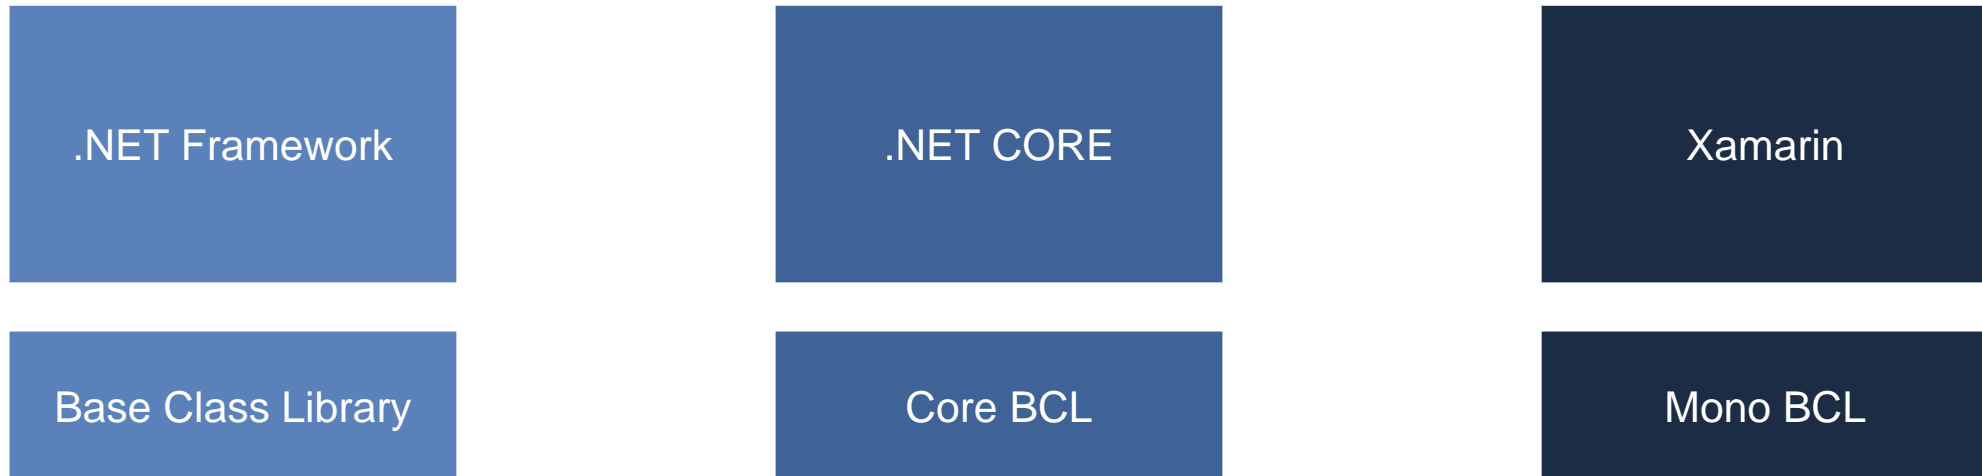 .NET Framework
.NET CORE
Xamarin
Base Class Library
Core BCL
Mono BCL